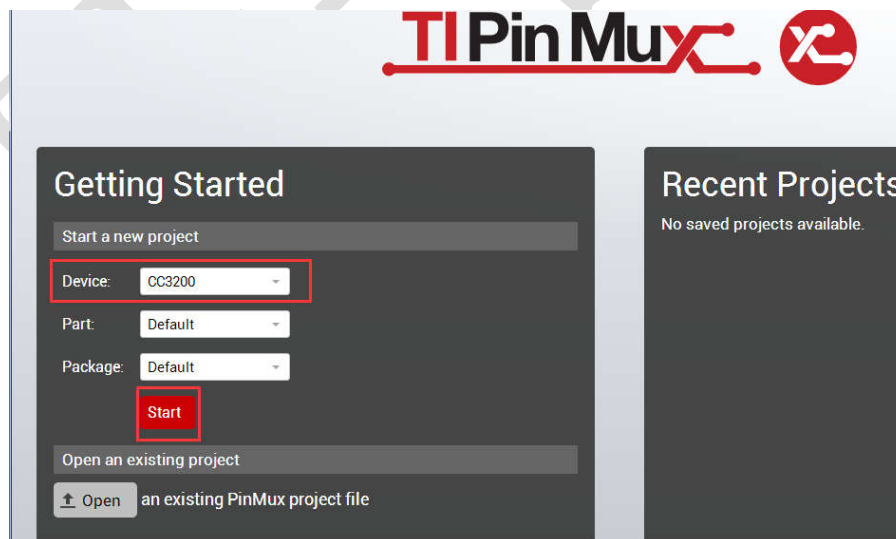 TI Pin Mux
Getting Started
Start a new project
Device: CC3200
Part: Default
Package: Default
Start
Open an existing project
Open an existing PinMux project file
Recent Projects
No saved projects available.